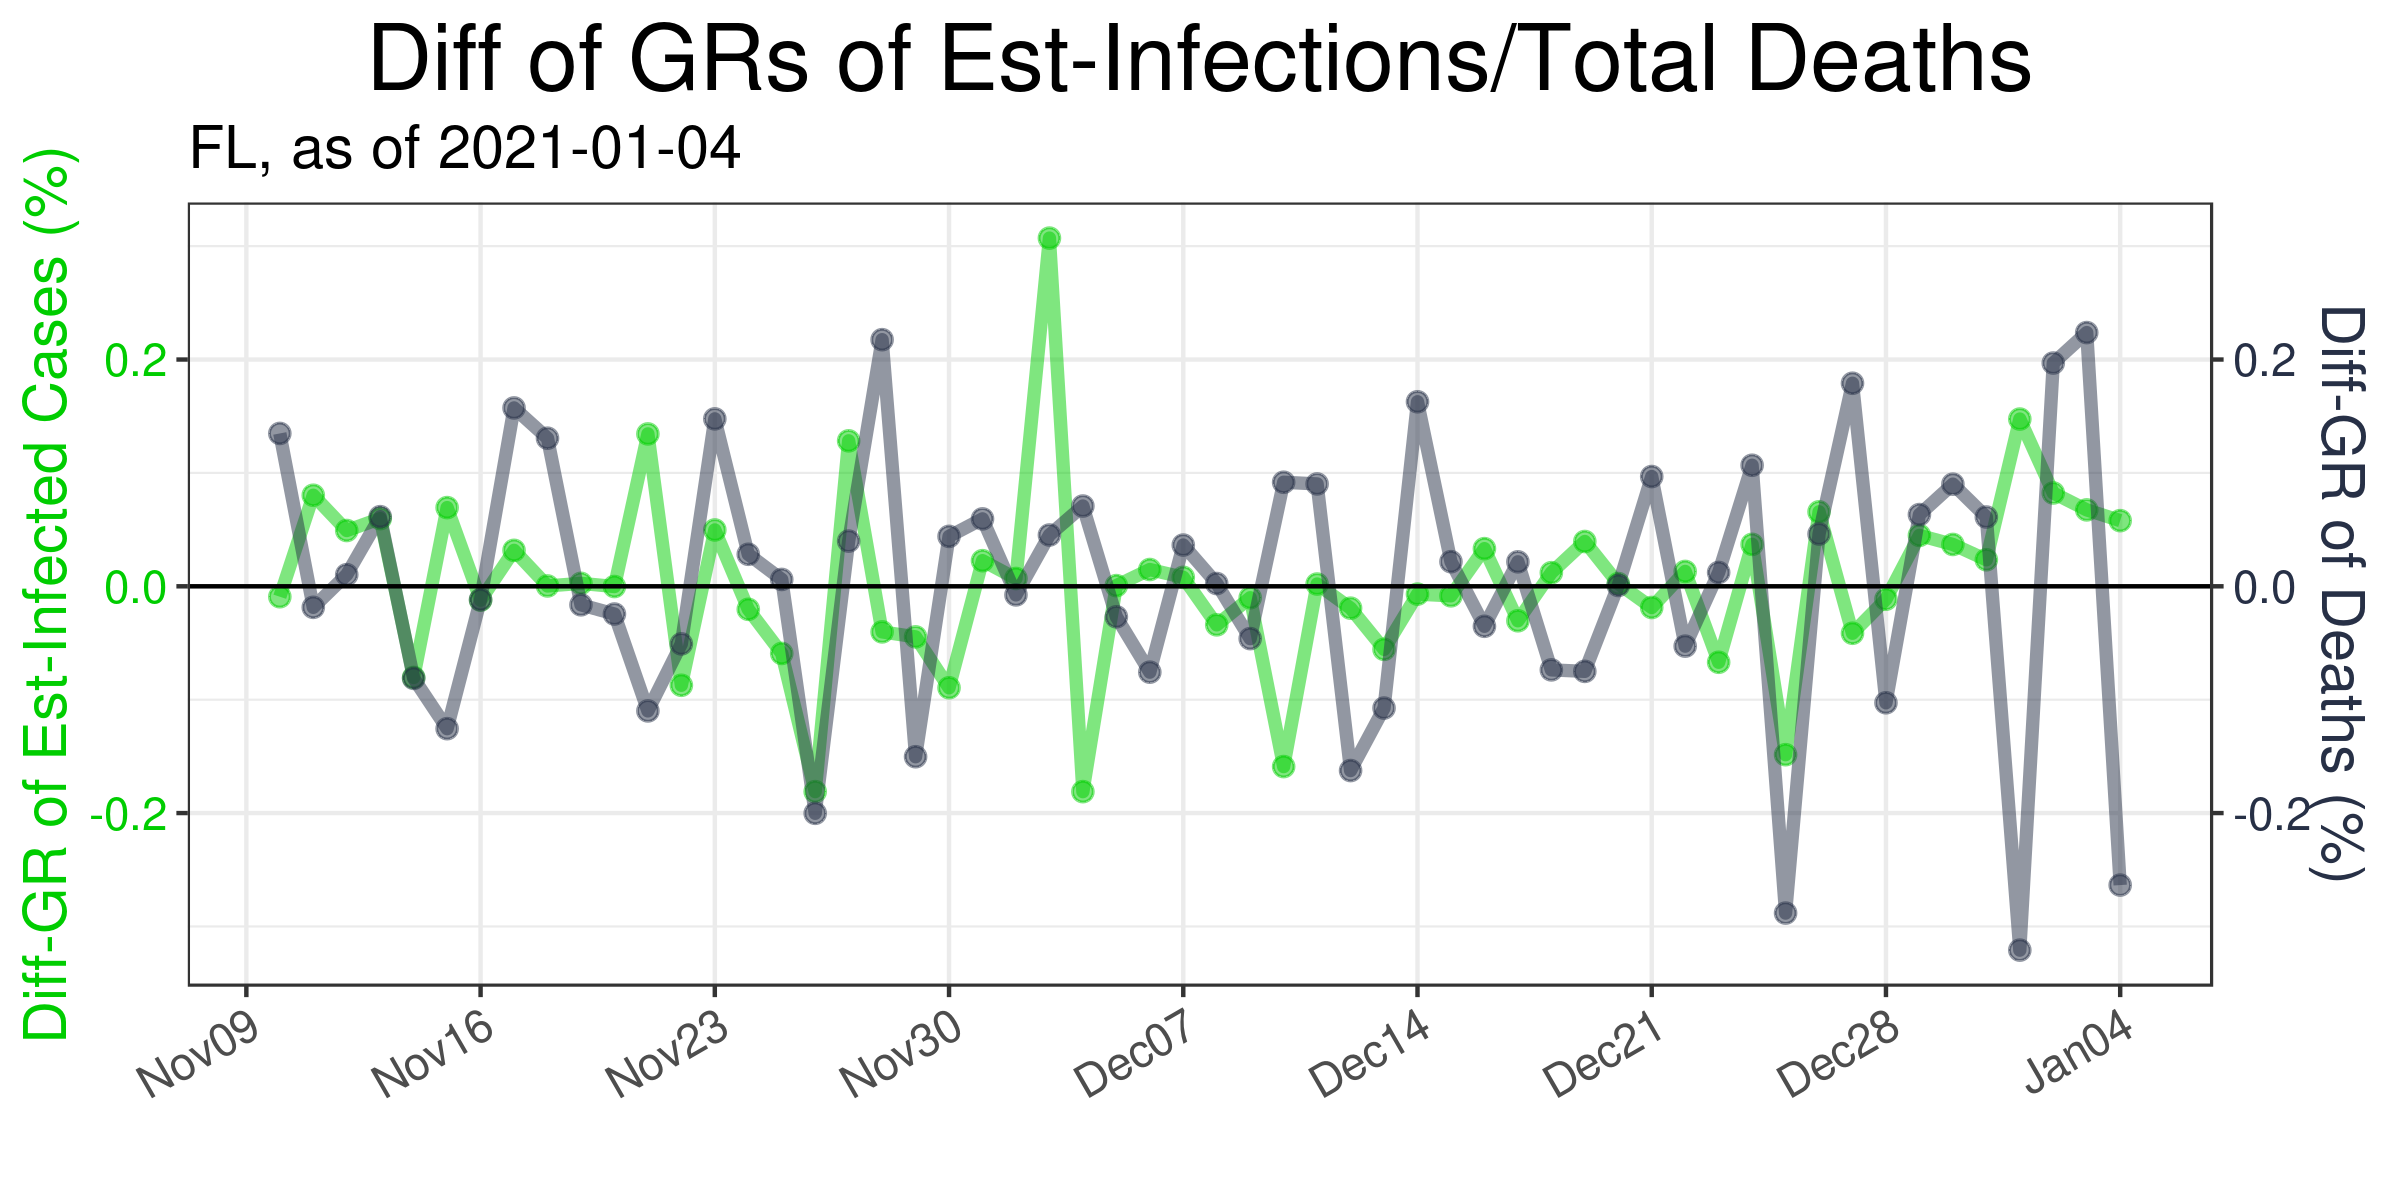 Diff of GRs of Est-Infections/Total Deaths
FL, as of 2021-01-04
Diff-GR of Est-Infected Cases (%)
0.2
0.0
-0.2
0.2
0.0
-0.2
Diff-GR of Deaths (%)
Nov09
Nov16
Nov23
Nov30
Dec07
Dec14
Dec21
Dec28
Jan04